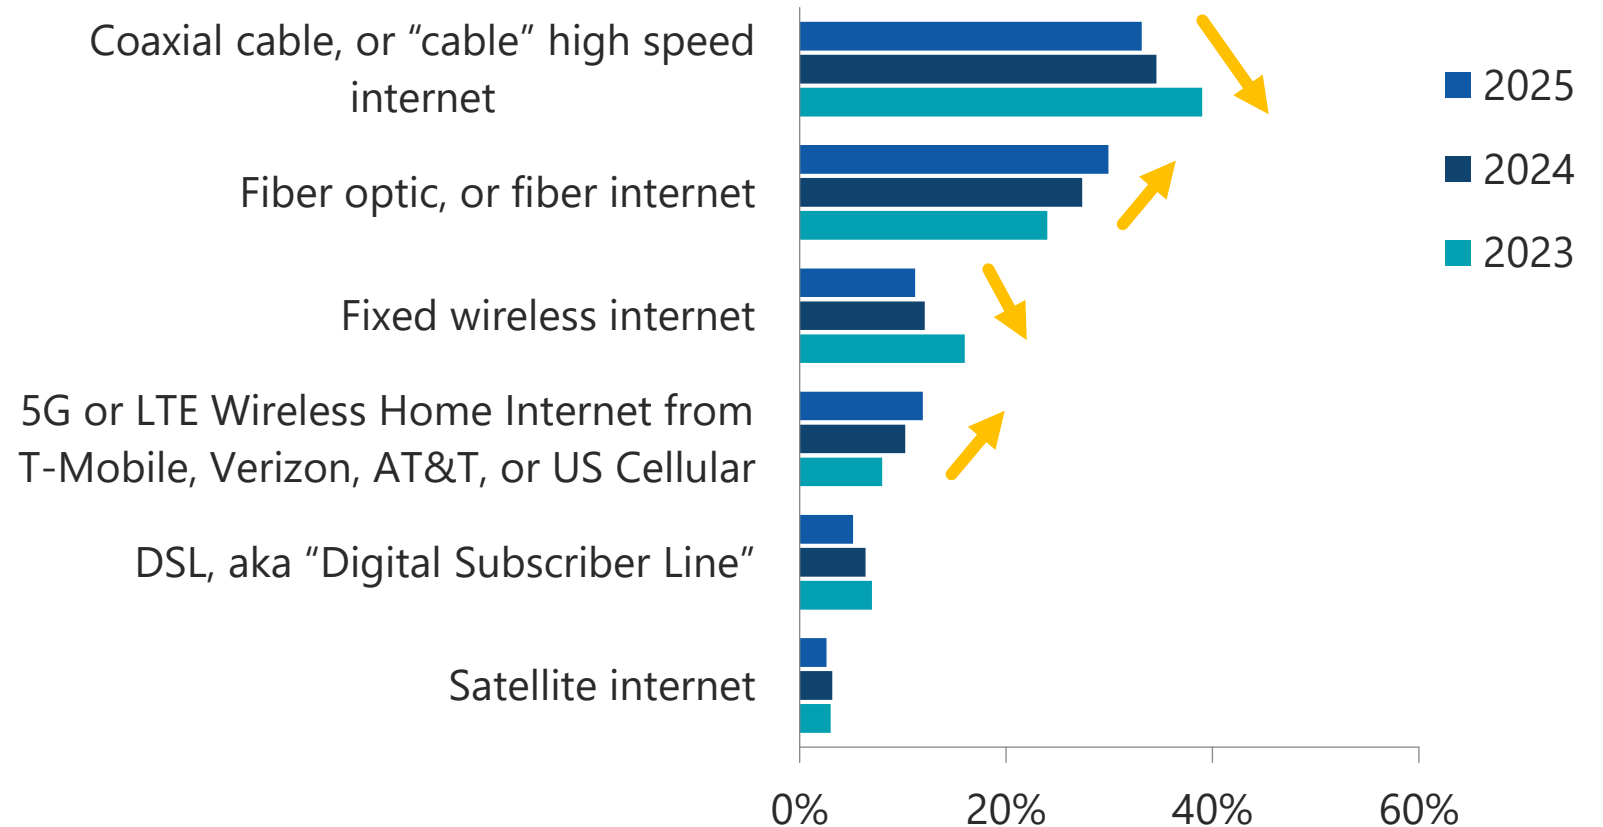 Coaxial cable, or “cable” high speed
internet
Fiber optic, or fiber internet
Fixed wireless internet
5G or LTE Wireless Home Internet from
T-Mobile, Verizon, AT&T, or US Cellular
DSL, aka “Digital Subscriber Line”
Satellite internet
0% 20% 40% 60%
2025
2024
2023